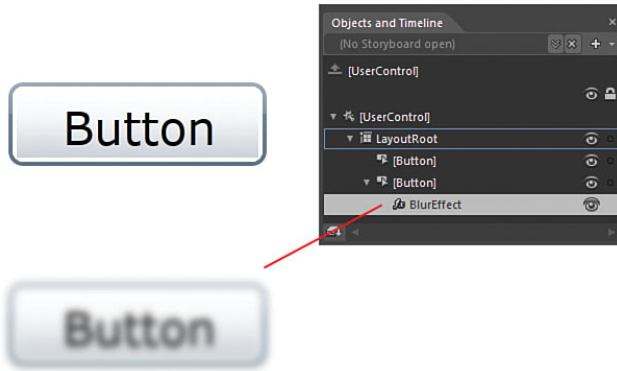 Button
Objects and Timeline
(No Storyboard open)
[UserControl]
[UserControl]
LayoutRoot
[Button]
[Button]
BlurEffect
Button